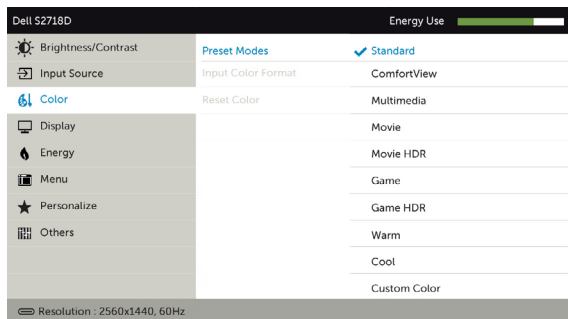 Dell S2718D
Energy Use
Brightness/Contrast
Input Source
Color
Display
Energy
Menu
Personalize
Others
Preset Modes
Input Color Format
Reset Color
Standard
ComfortView
Multimedia
Movie
Movie HDR
Game
Game HDR
Warm
Cool
Custom Color
Resolution : 2560x1440, 60Hz